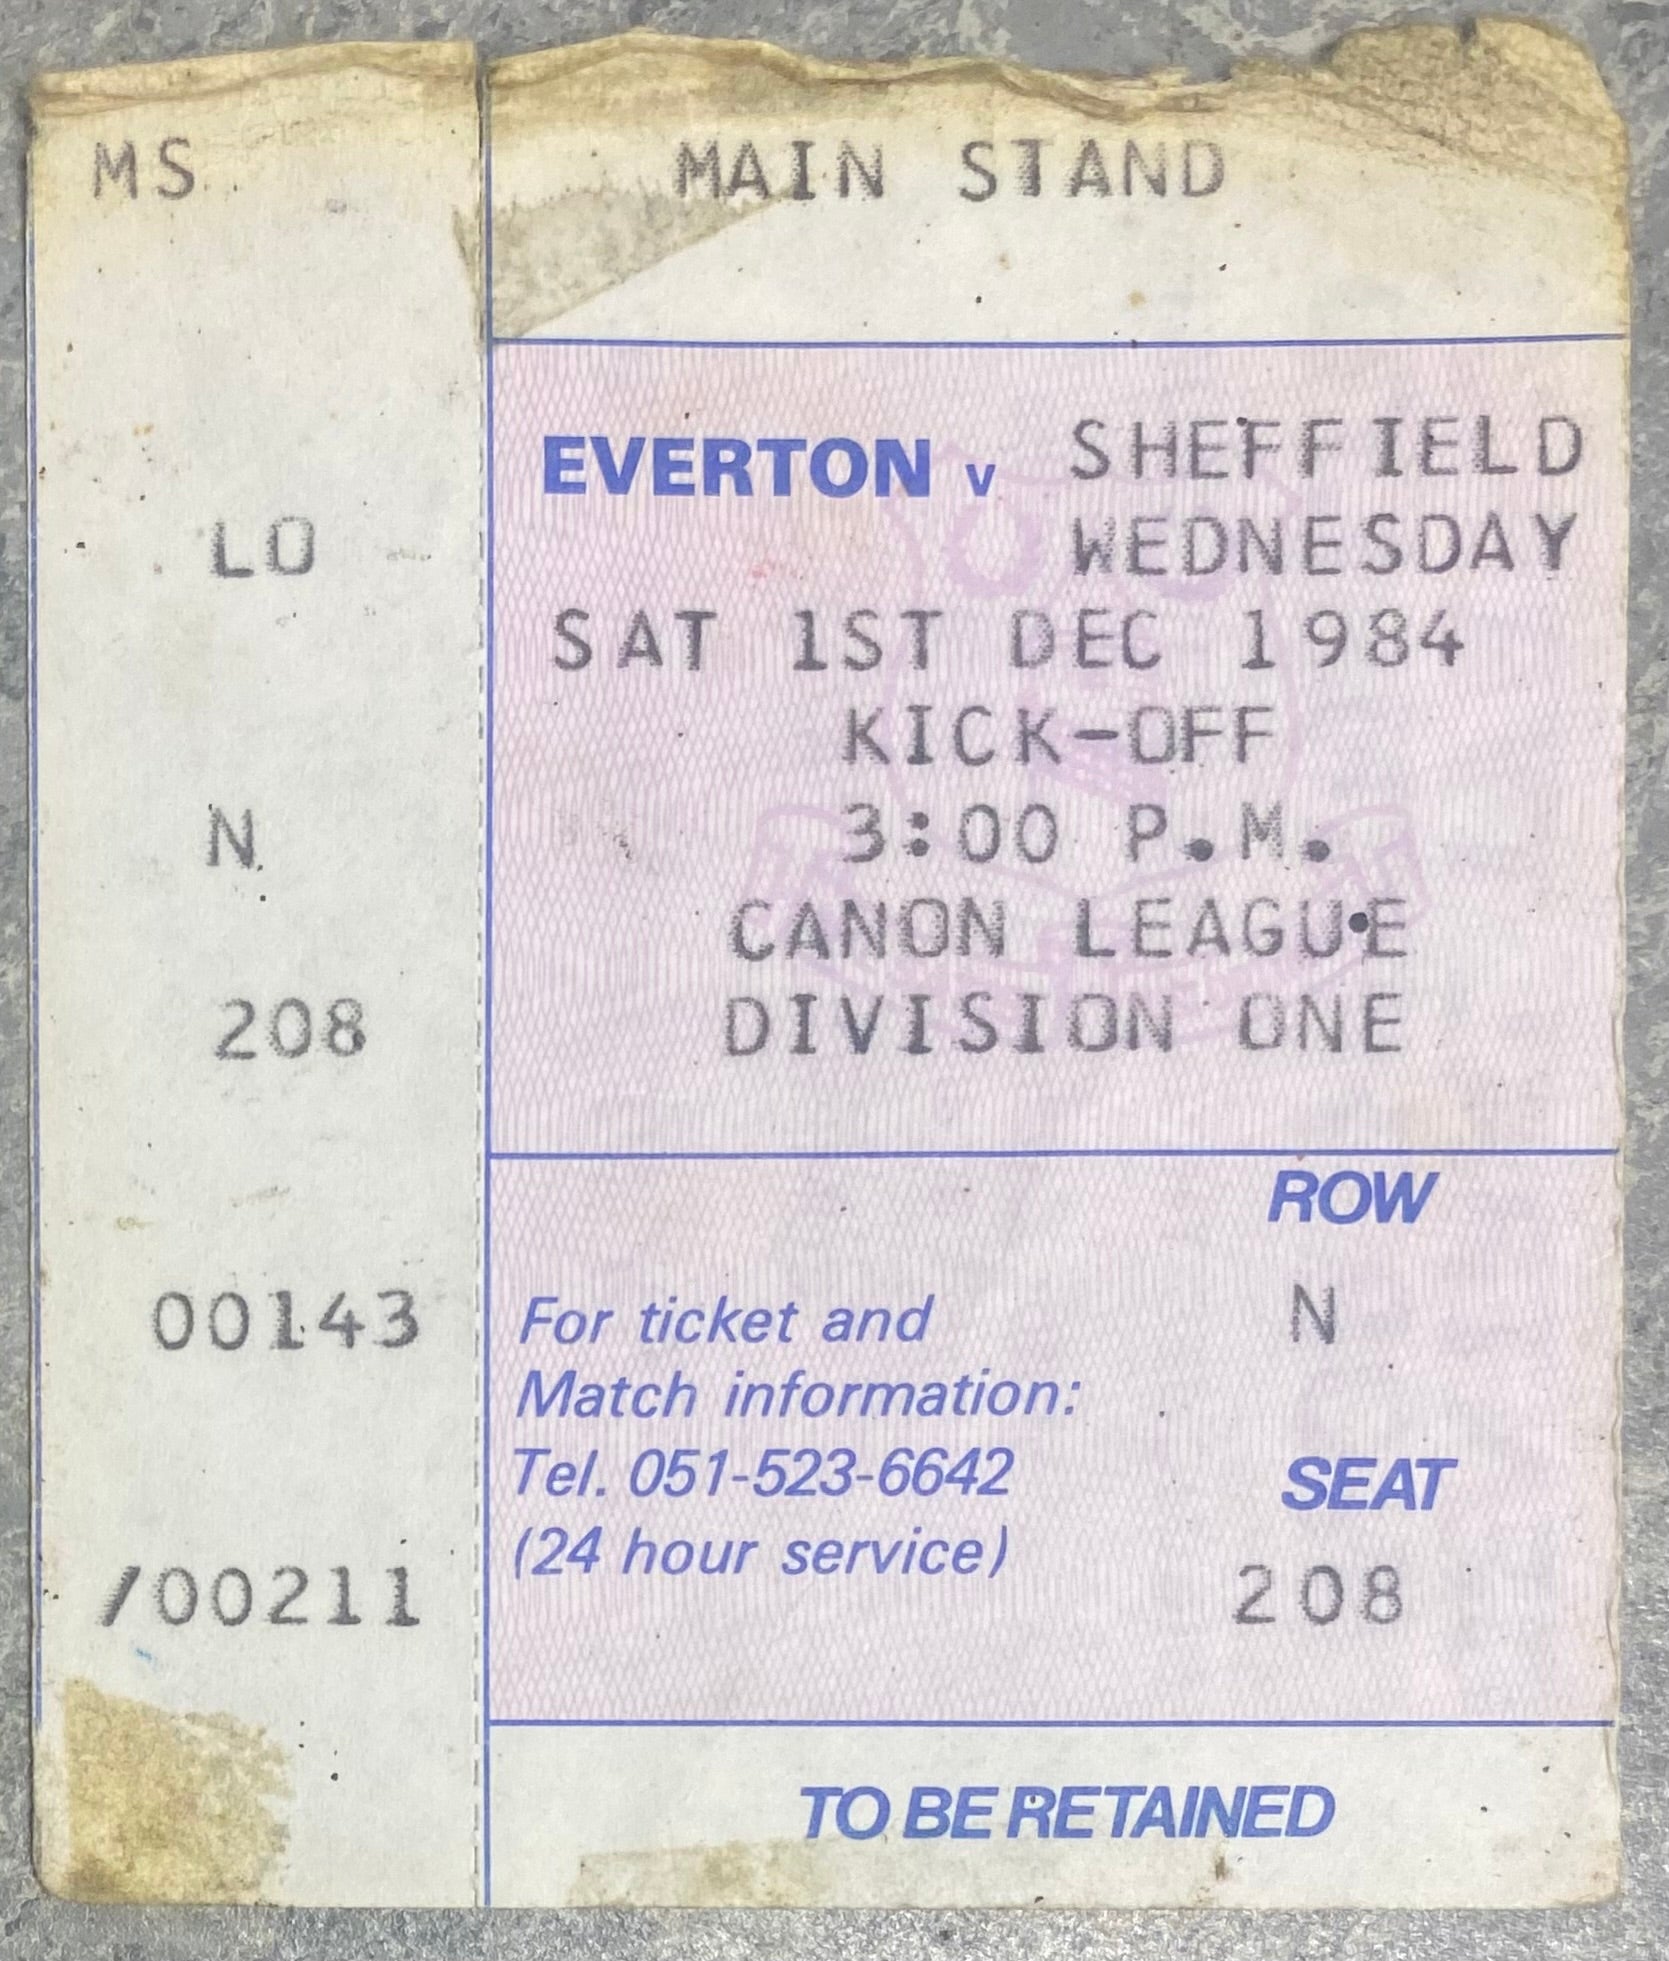 MS
LO
N
208
00143
/00211
MAIN STAND
EVERTON v SHEFFIELD
WEDNESDAY
SAT 1ST DEC 1984
KICK-OFF
3:00 P.M.
CANON LEAGUE
DIVISION ONE
ROW
N
For ticket and
Match information:
Tel. 051-523-6642
(24 hour service)
SEAT
208
TO BE RETAINED